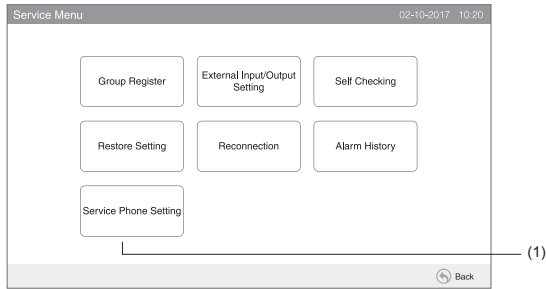 Service Menu 02-10-2017 10:20
Group Register
External Input/Output
Setting
Self Checking
Restore Setting
Reconnection
Alarm History
Service Phone Setting
(1)
Back